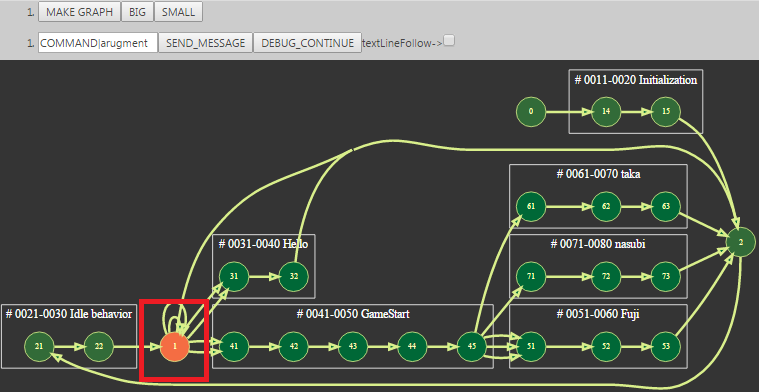 1. MAKE GRAPH BIG SMALL
1. COMMAND|arugment SEND_MESSAGE DEBUG_CONTINUE textLineFollow->
# 0011-0020 Initialization
0 14 15
# 0061-0070 taka
61 62 63
# 0031-0040 Hello
31 32
# 0071-0080 nasubi
71 72 73
2
# 0021-0030 Idle behavior
21 22
1
# 0041-0050 GameStart
41 42 43 44 45
# 0051-0060 Fuji
51 52 53